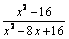 x² − 16
x² − 8x + 16